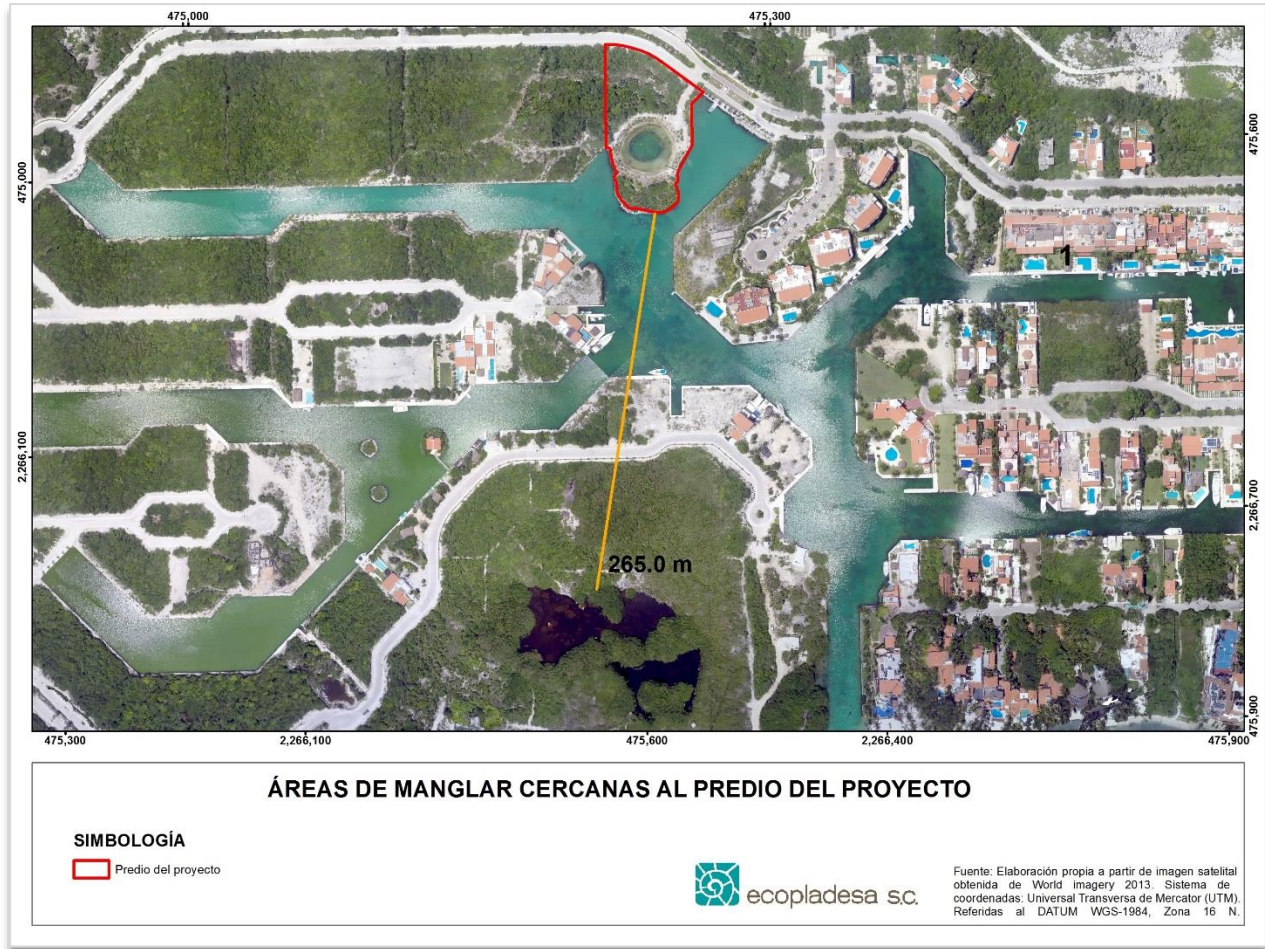 475,000
475,300
475,600
475,000
1
2,266,100
2,266,700
265.0 m
475,900
475,300
2,266,100
475,600
2,266,400
475,900
ÁREAS DE MANGLAR CERCANAS AL PREDIO DEL PROYECTO
SIMBOLOGÍA
Predio del proyecto
ecopladesa s.c.
Fuente: Elaboración propia a partir de imagen satelital
obtenida de World imagery 2013. Sistema de
coordenadas: Universal Transversa de Mercator (UTM).
Referidas al DATUM WGS-1984, Zona 16 N.